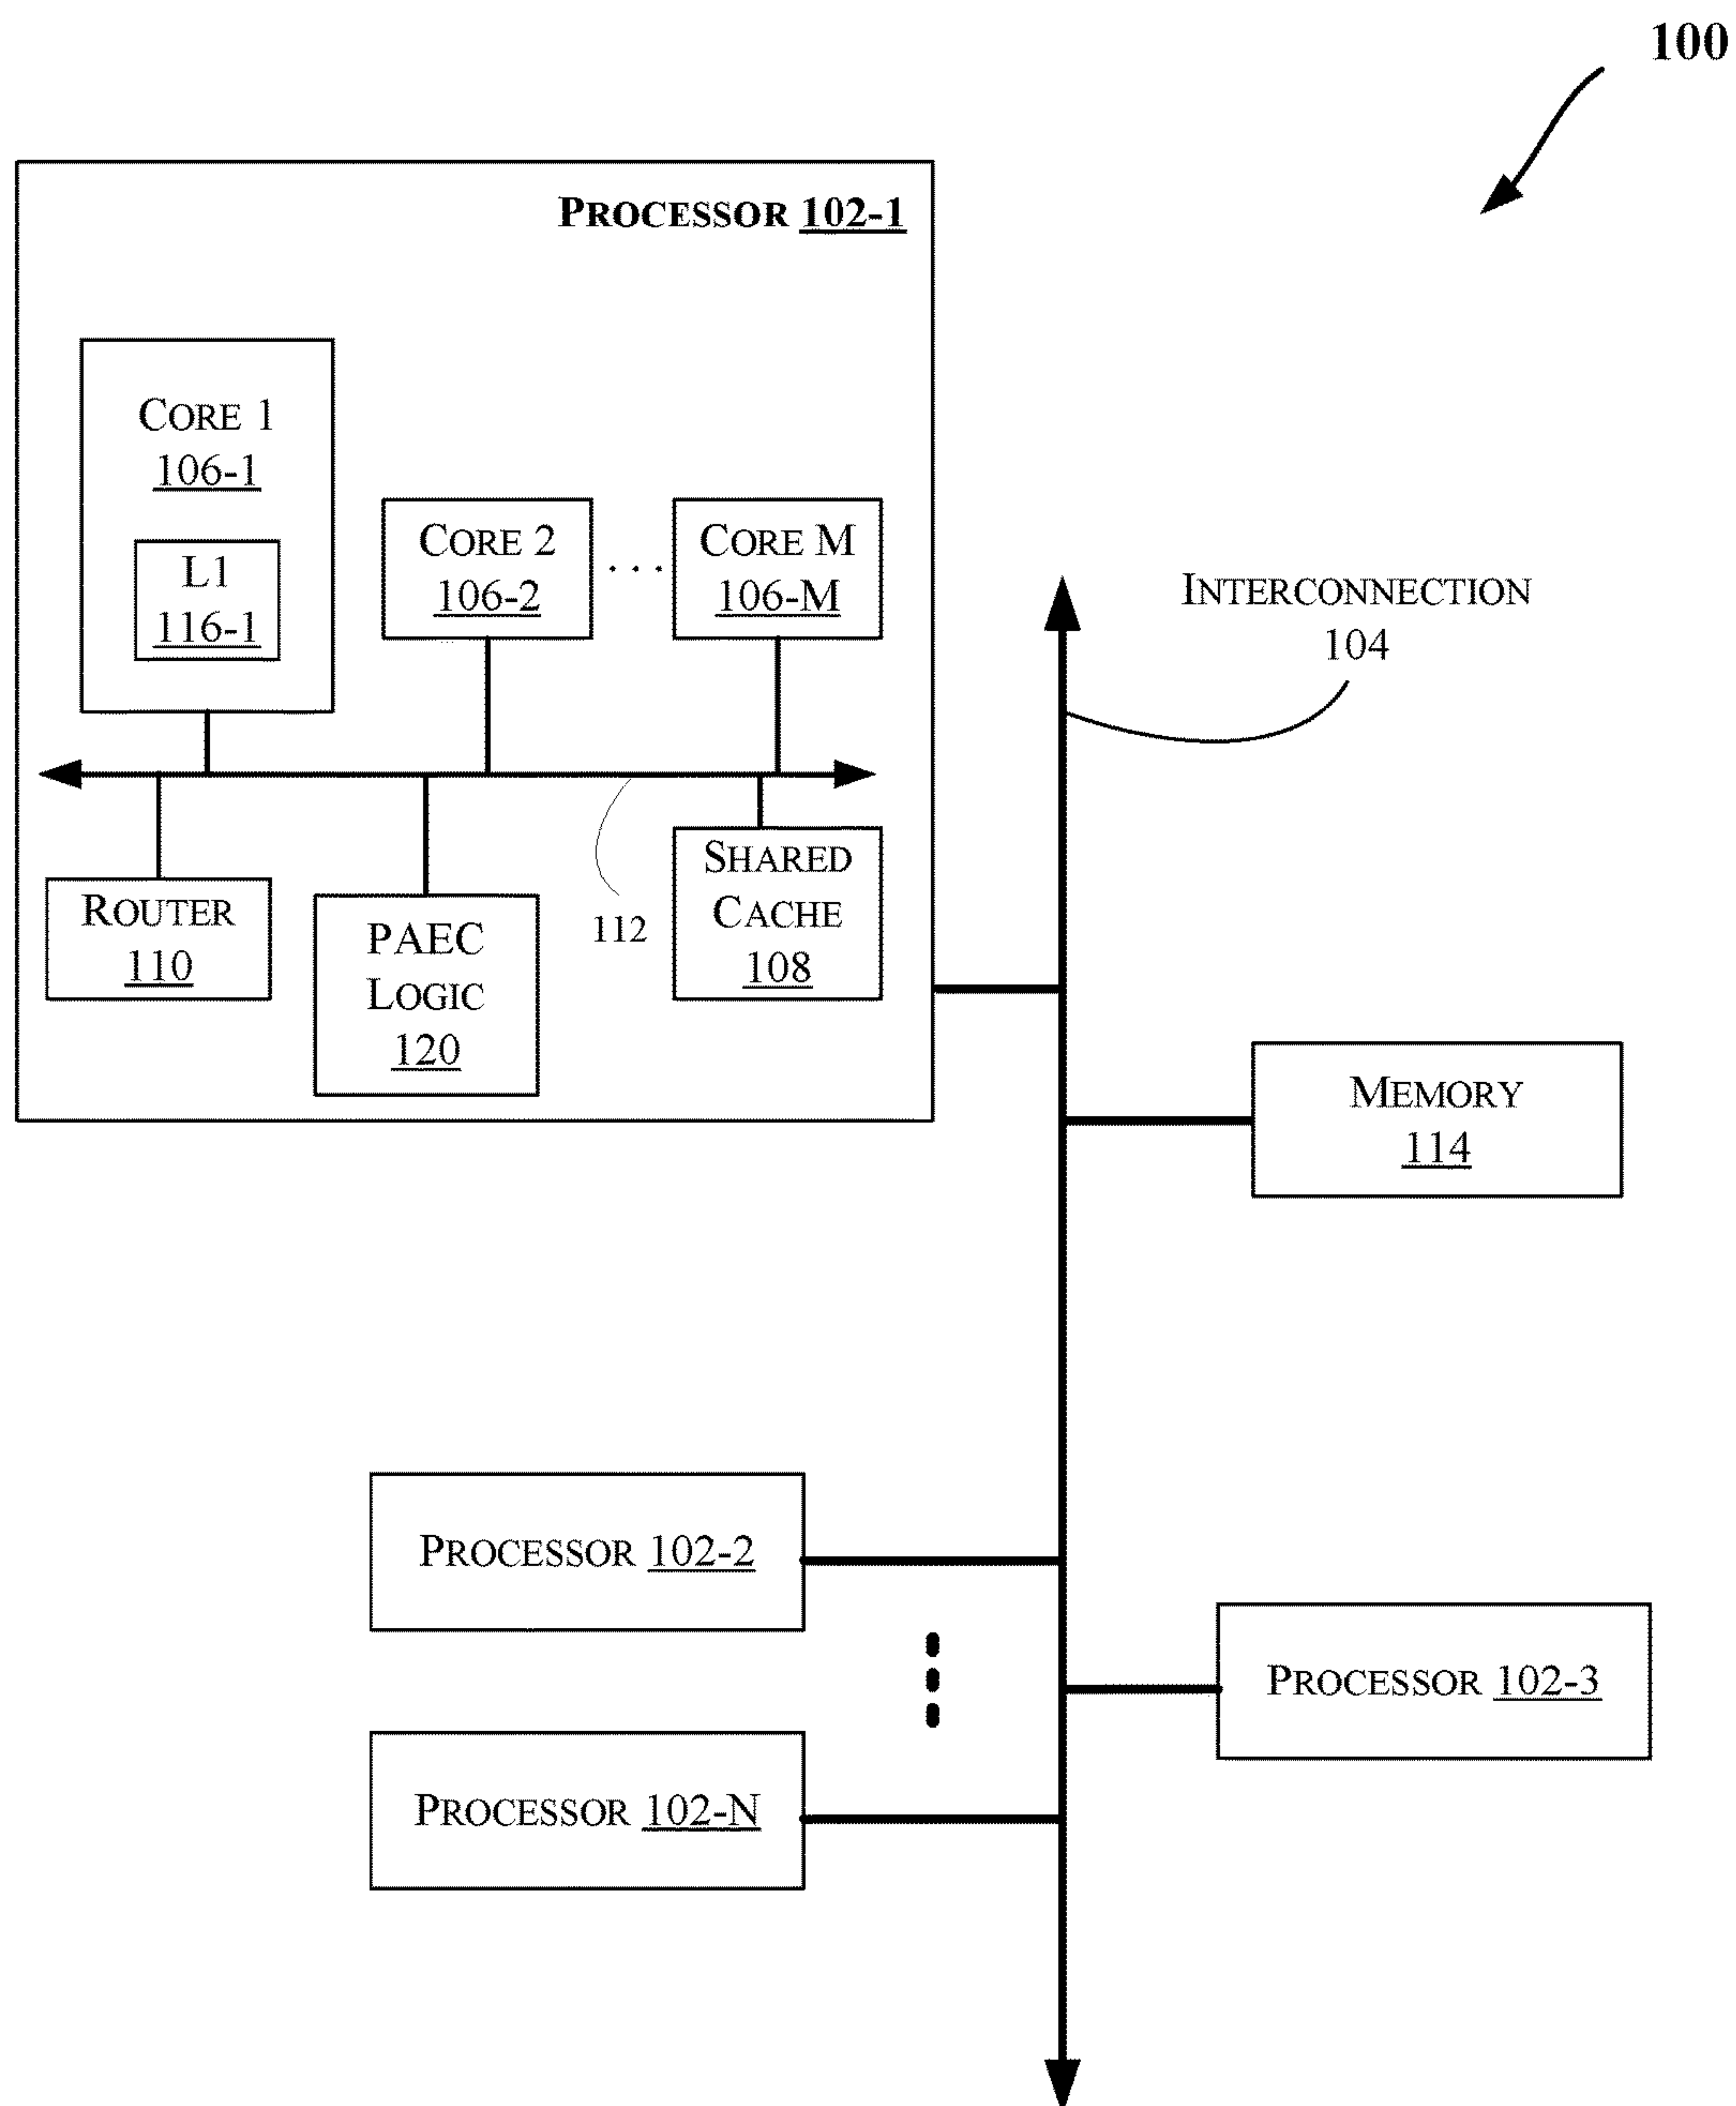 100
PROCESSOR 102-1
CORE 1
106-1
L1
116-1
CORE 2
106-2
. . .
CORE M
106-M
INTERCONNECTION
104
ROUTER
110
PAEC
LOGIC
120
112
SHARED
CACHE
108
MEMORY
114
PROCESSOR 102-2
PROCESSOR 102-3
PROCESSOR 102-N